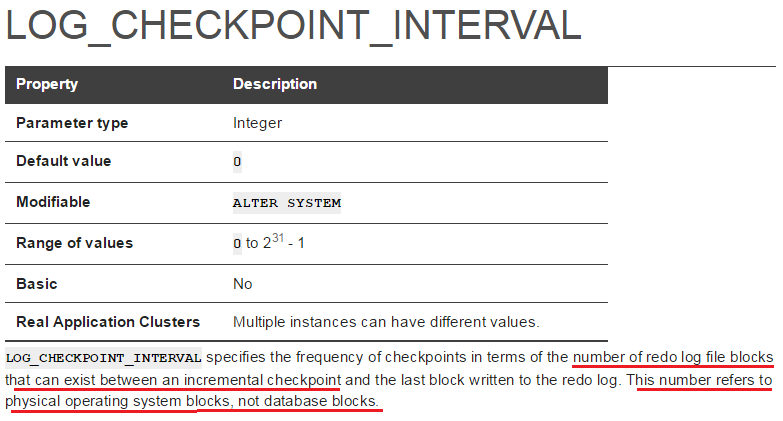 LOG_CHECKPOINT_INTERVAL
Property Description
Parameter type Integer
Default value 0
Modifiable ALTER SYSTEM
Range of values 0 to 2³¹ - 1
Basic No
Real Application Clusters Multiple instances can have different values.
LOG_CHECKPOINT_INTERVAL specifies the frequency of checkpoints in terms of the number of redo log file blocks
that can exist between an incremental checkpoint and the last block written to the redo log. This number refers to
physical operating system blocks, not database blocks.